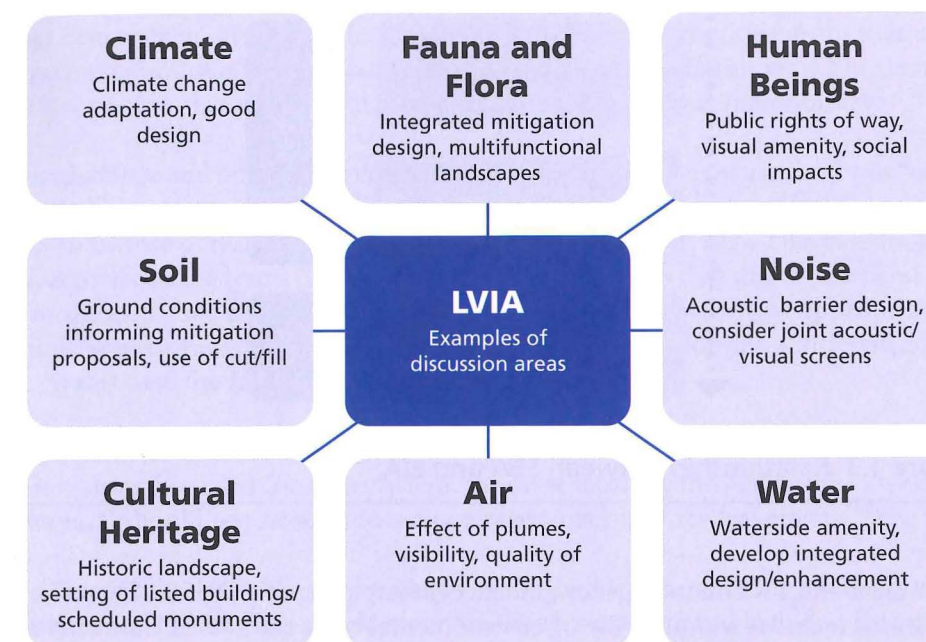 Climate
Climate change
adaptation, good
design
Fauna and
Flora
Integrated mitigation
design, multifunctional
landscapes
Human
Beings
Public rights of way,
visual amenity, social
impacts
Soil
Ground conditions
informing mitigation
proposals, use of cut/fill
LVIA
Examples of
discussion areas
Noise
Acoustic barrier design,
consider joint acoustic/
visual screens
Cultural
Heritage
Historic landscape,
setting of listed buildings/
scheduled monuments
Air
Effect of plumes,
visibility, quality of
environment
Water
Waterside amenity,
develop integrated
design/enhancement